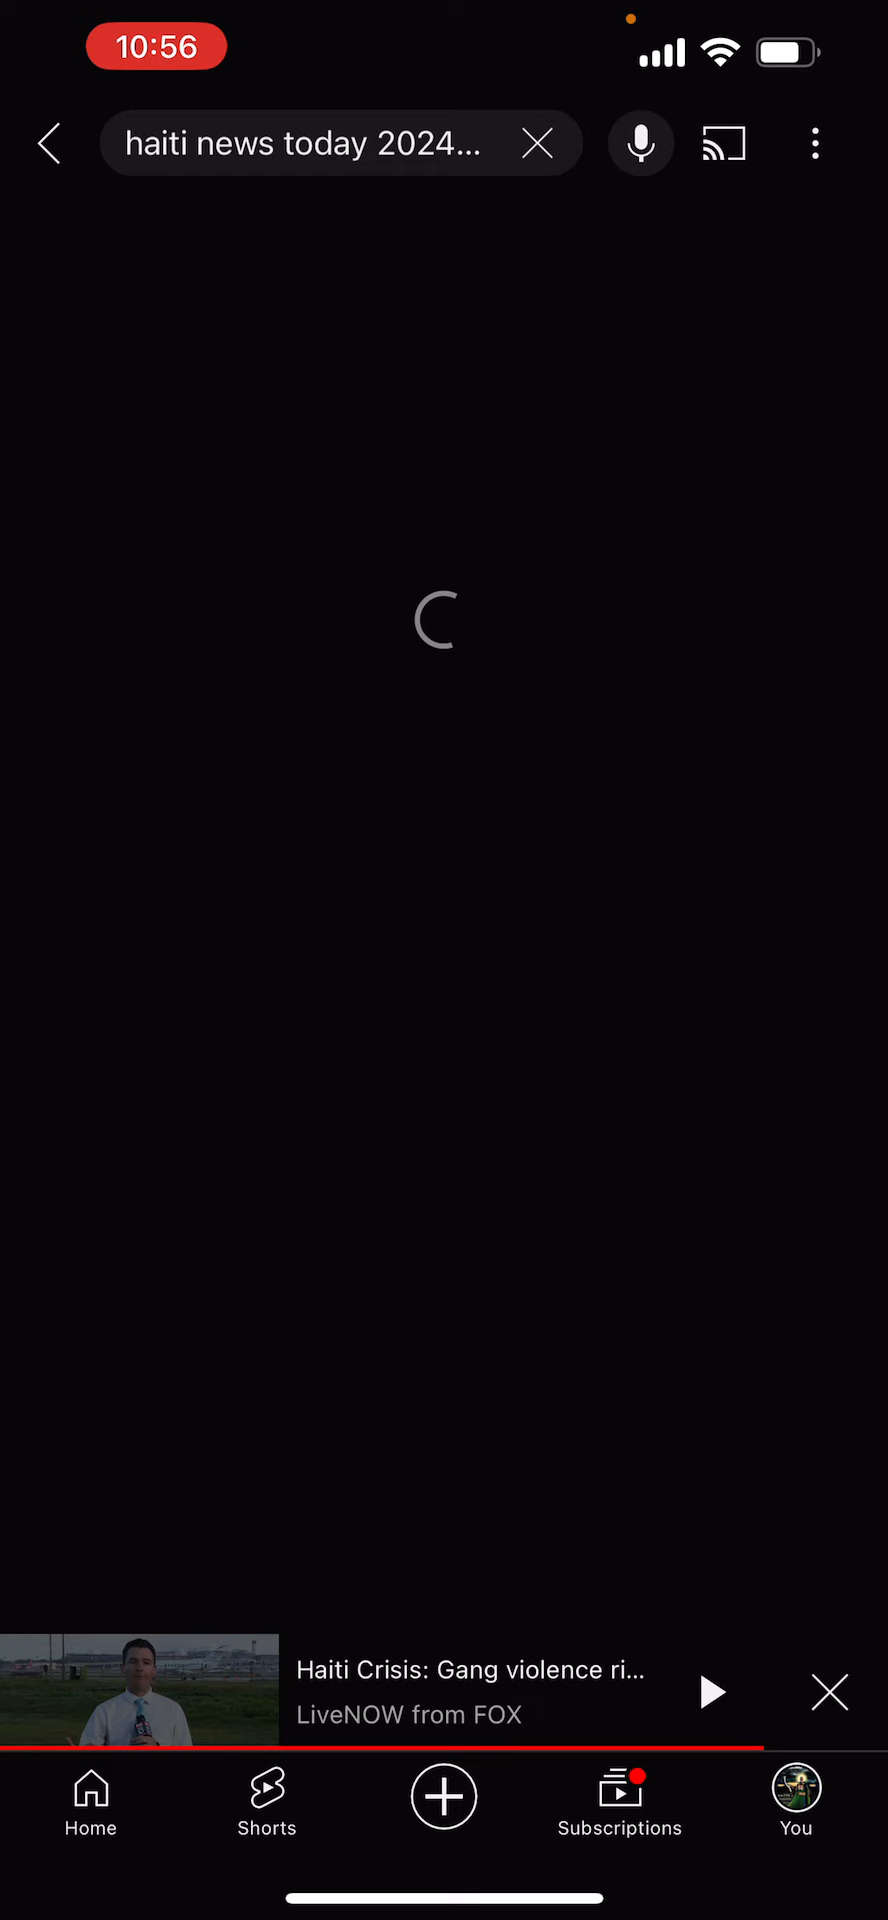 10:56
haiti news today 2024...
Haiti Crisis: Gang violence ri...
LiveNOW from FOX
Home
Shorts
Subscriptions
You